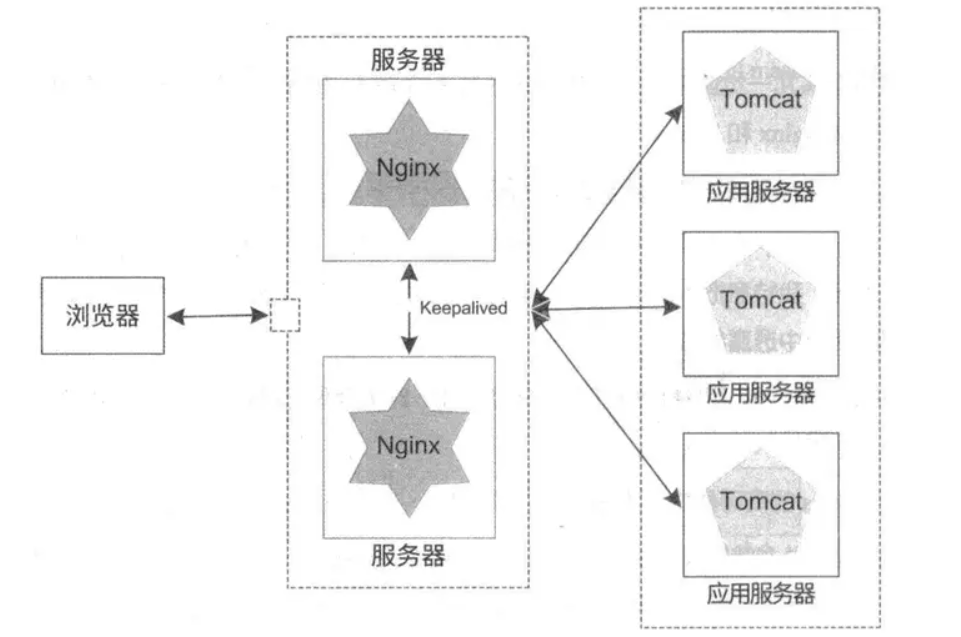 浏览器
服务器
Nginx
Keepalived
Nginx
服务器
Tomcat
应用服务器
Tomcat
应用服务器
Tomcat
应用服务器